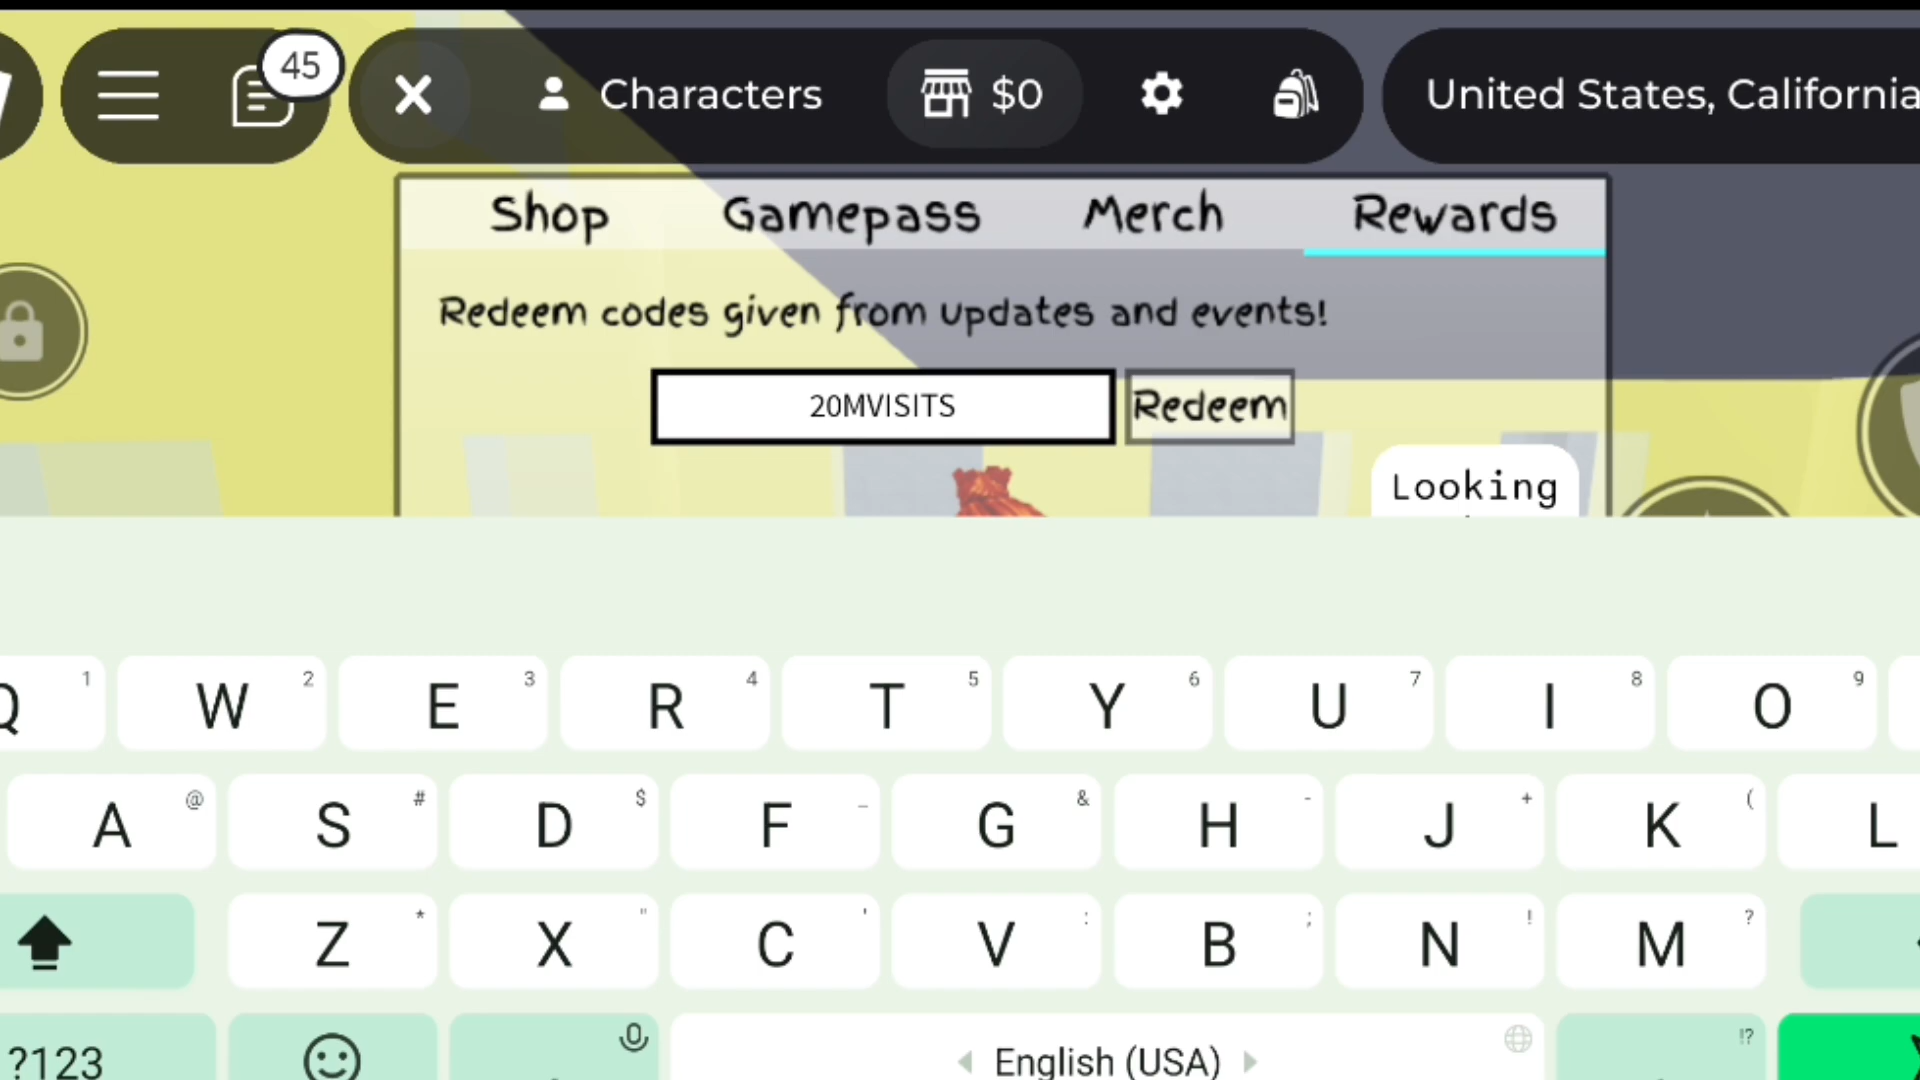 45
Characters
$0
United States, California
Shop Gamepass Merch Rewards
Redeem codes given from updates and events!
20MVISITS Redeem
Looking
Q 1 W 2 E 3 R 4 T 5 Y 6 U 7 I 8 O 9
A @ S # D $ F _ G & H - J + K ( L
Z * X " C ' V : B ; N ! M ?
?123 English (USA) !?